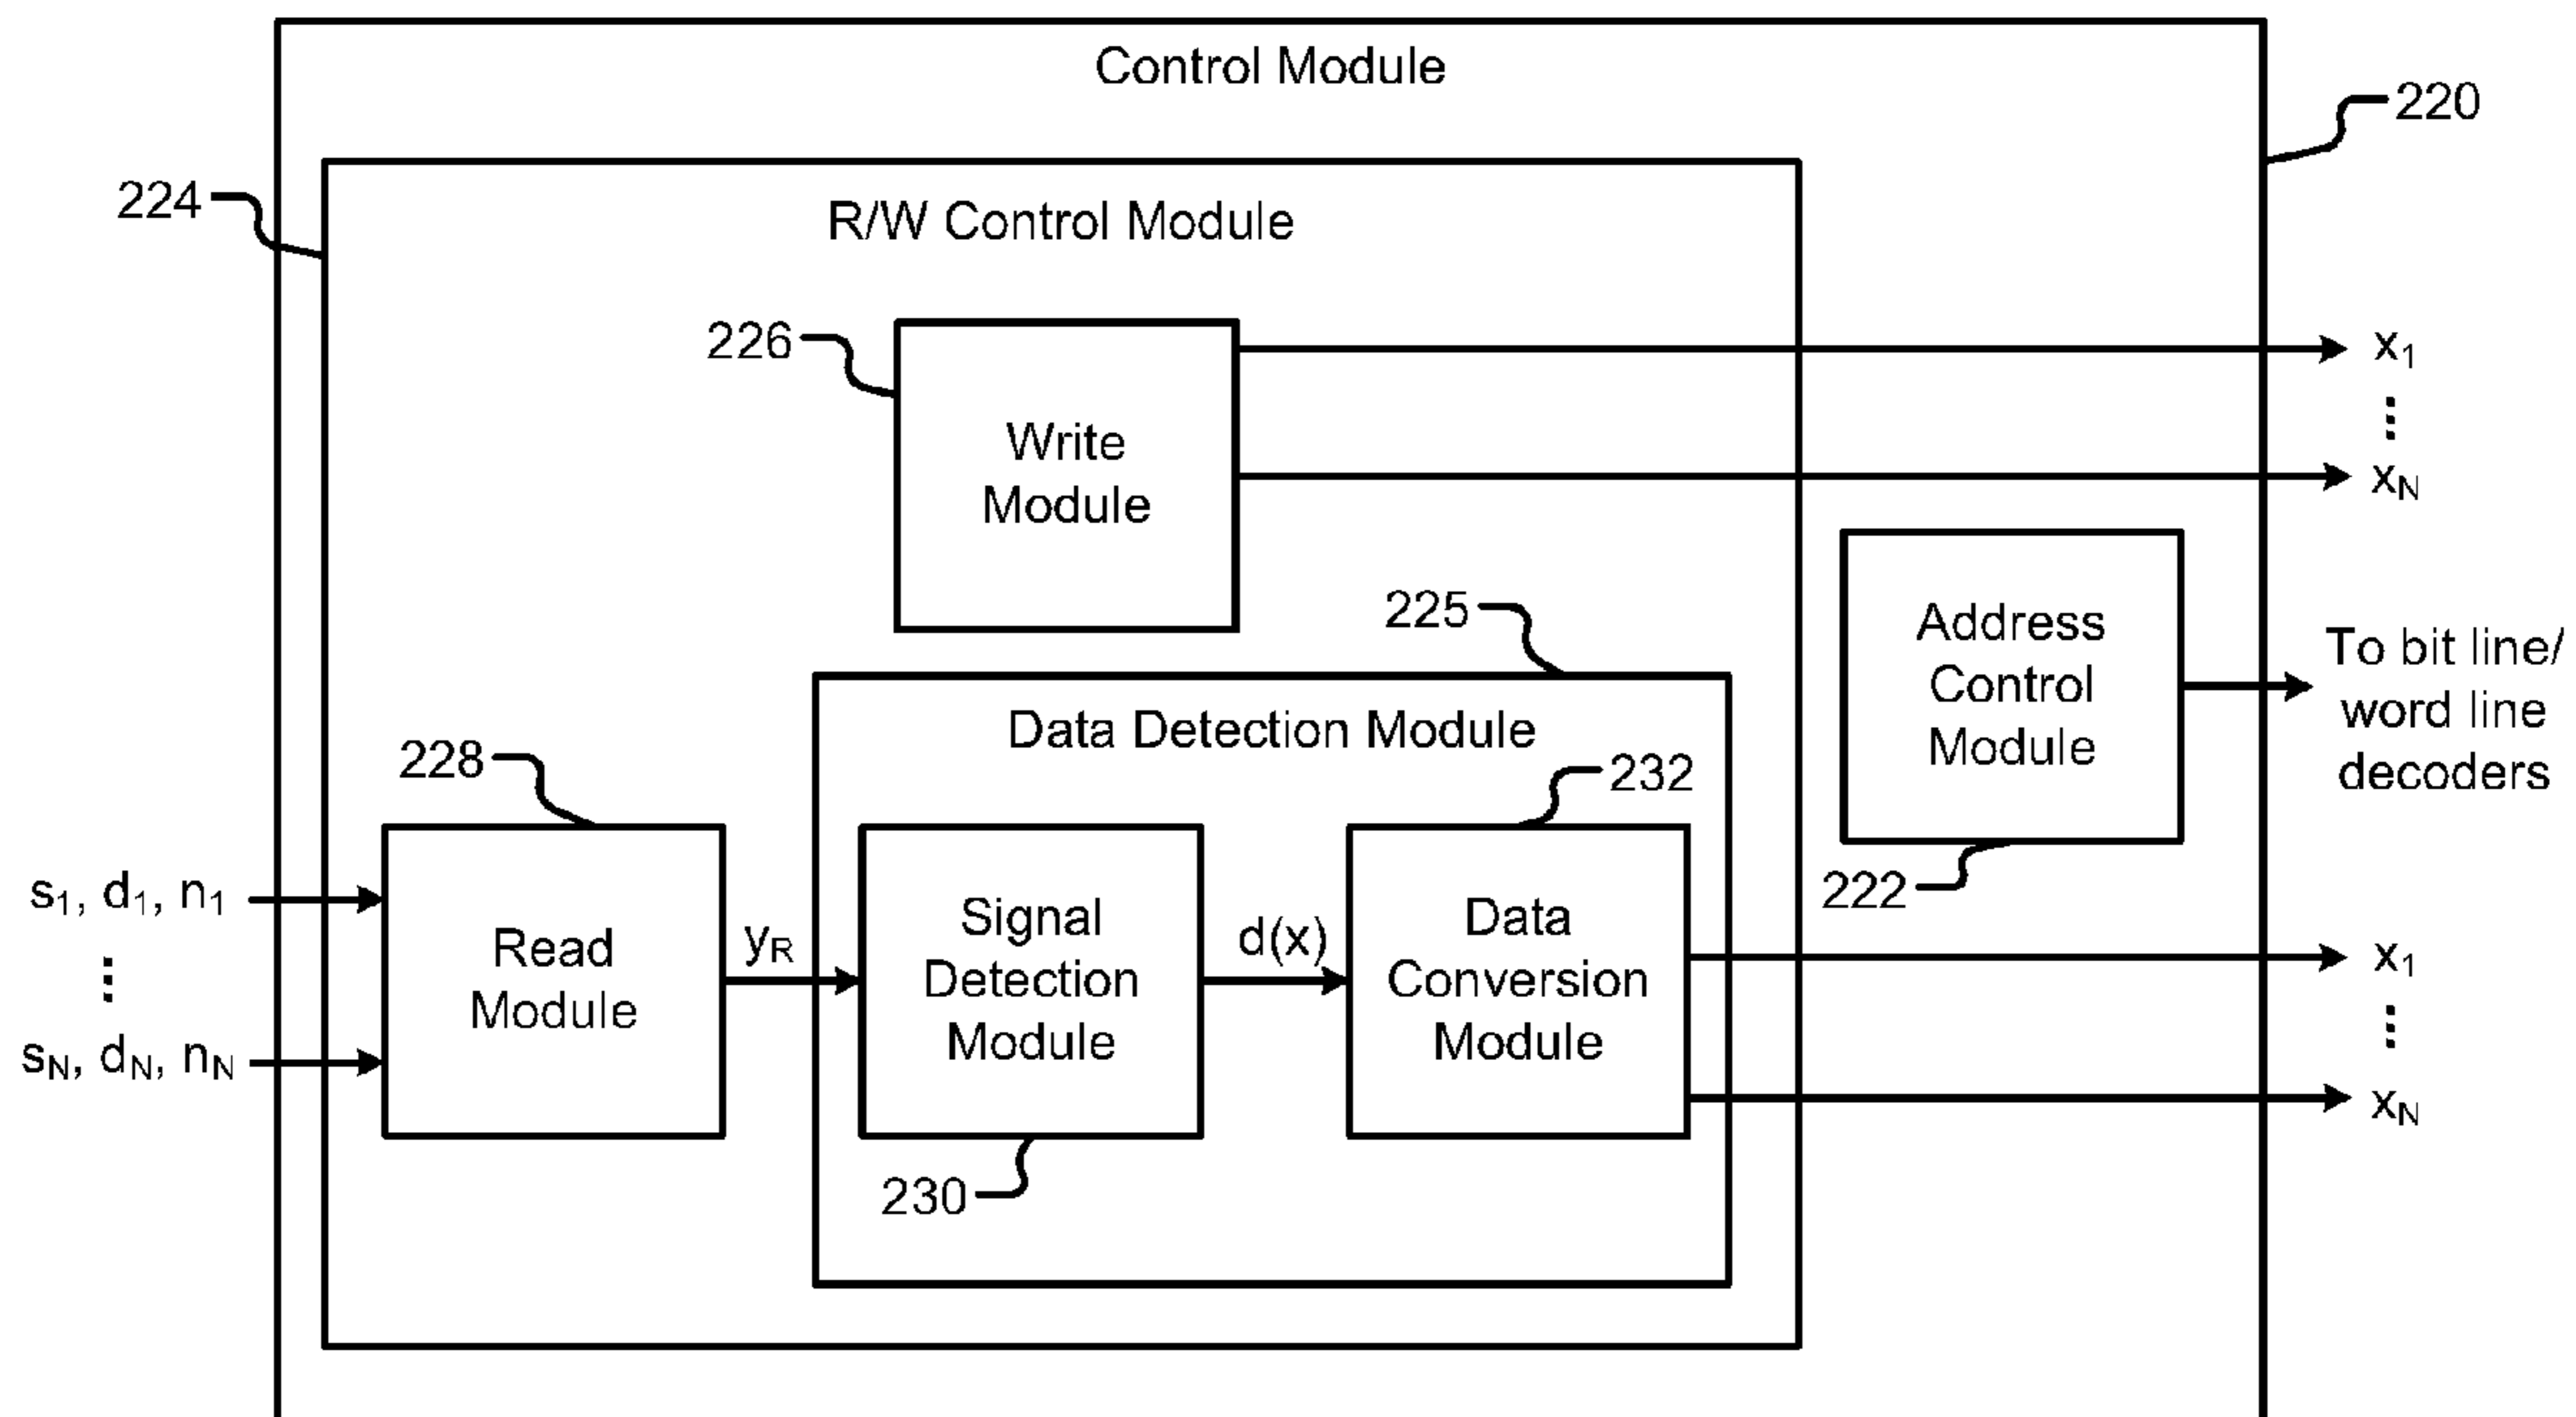 Control Module
220
224
R/W Control Module
226
Write
Module
x1
⋮
xN
225
Address
Control
Module
To bit line/
word line
decoders
222
Data Detection Module
228
232
s1, d1, n1
⋮
sN, dN, nN
Read
Module
yR
Signal
Detection
Module
d(x)
Data
Conversion
Module
230
x1
⋮
xN